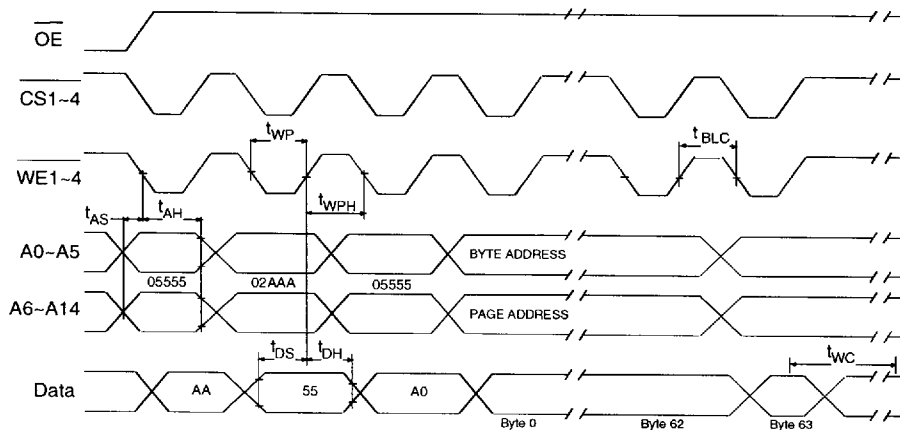 OE
CS1~4
tWP
tBLC
WE1~4
tWPH
tAS
tAH
A0~A5
BYTE ADDRESS
05555
02AAA
05555
A6~A14
PAGE ADDRESS
tDS
tDH
tWC
Data
AA
55
A0
Byte 0
Byte 62
Byte 63